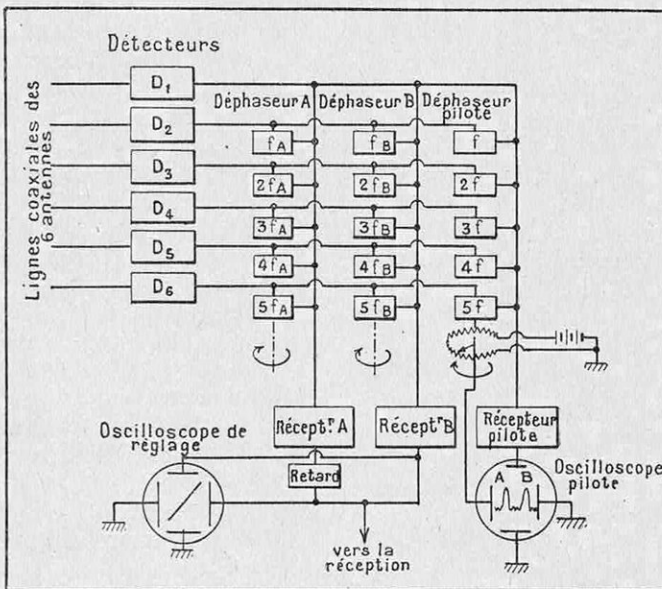 Détecteurs
Lignes coaxiales des
6 antennes
D1
D2
D3
D4
D5
D6
Déphaseur A
Déphaseur B
Déphaseur
pilote
fA
fB
f
2fA
2fB
2f
3fA
3fB
3f
4fA
4fB
4f
5fA
5fB
5f
Oscilloscope de
réglage
Récept.r A
Récept.r B
Récepteur
pilote
Retard
Oscilloscope
pilote
A B
vers la
réception